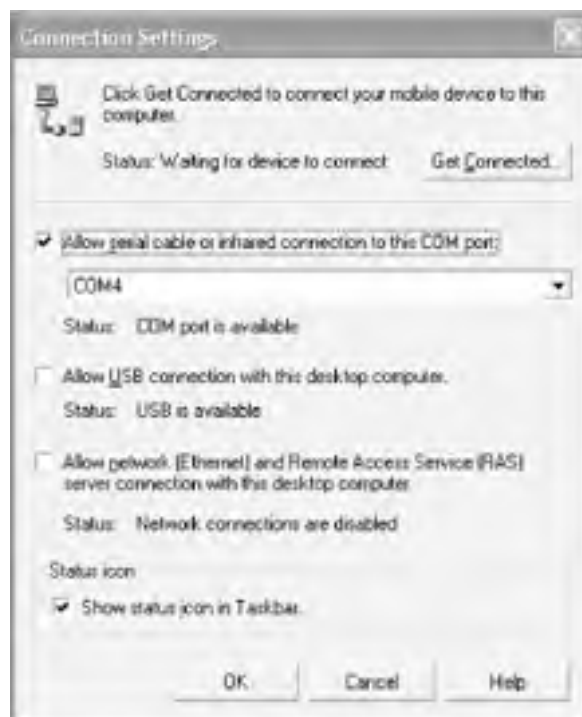 Connection Settings
Click Get Connected to connect your mobile device to this
computer.
Status: Waiting for device to connect
Get Connected...
Allow serial cable or infrared connection to this COM port:
COM4
Status: COM port is available
Allow USB connection with this desktop computer.
Status: USB is available
Allow network (Ethernet) and Remote Access Service (RAS)
server connection with this desktop computer
Status: Network connections are disabled
Status icon
Show status icon in Taskbar.
OK
Cancel
Help